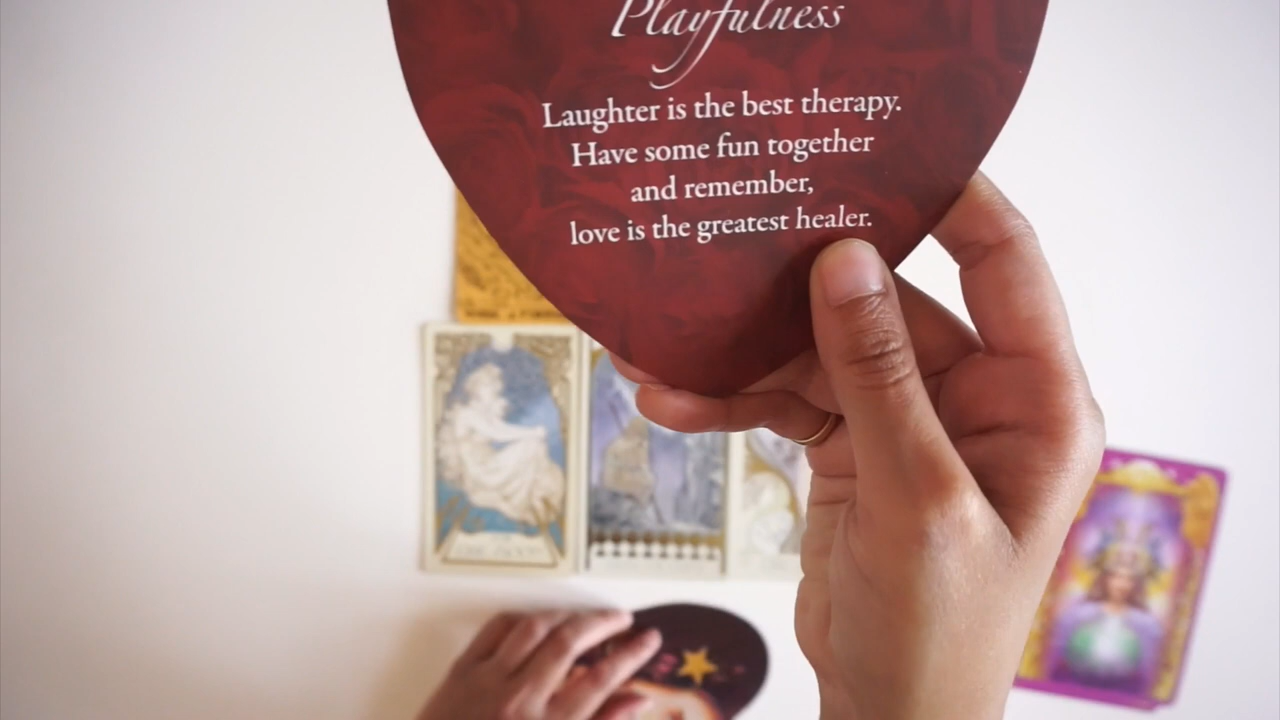 Playfulness
Laughter is the best therapy.
Have some fun together
and remember,
love is the greatest healer.